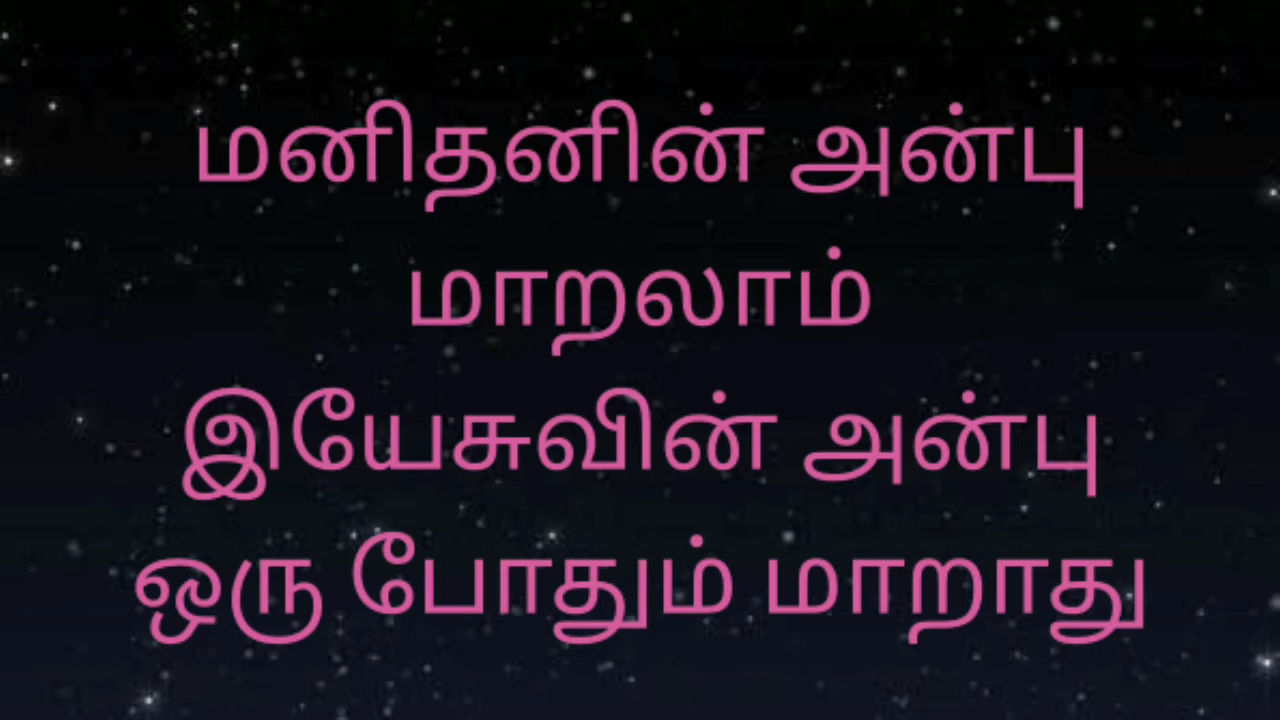 மனிதனின் அன்பு
மாறலாம்
இயேசுவின் அன்பு
ஒரு போதும் மாறாது